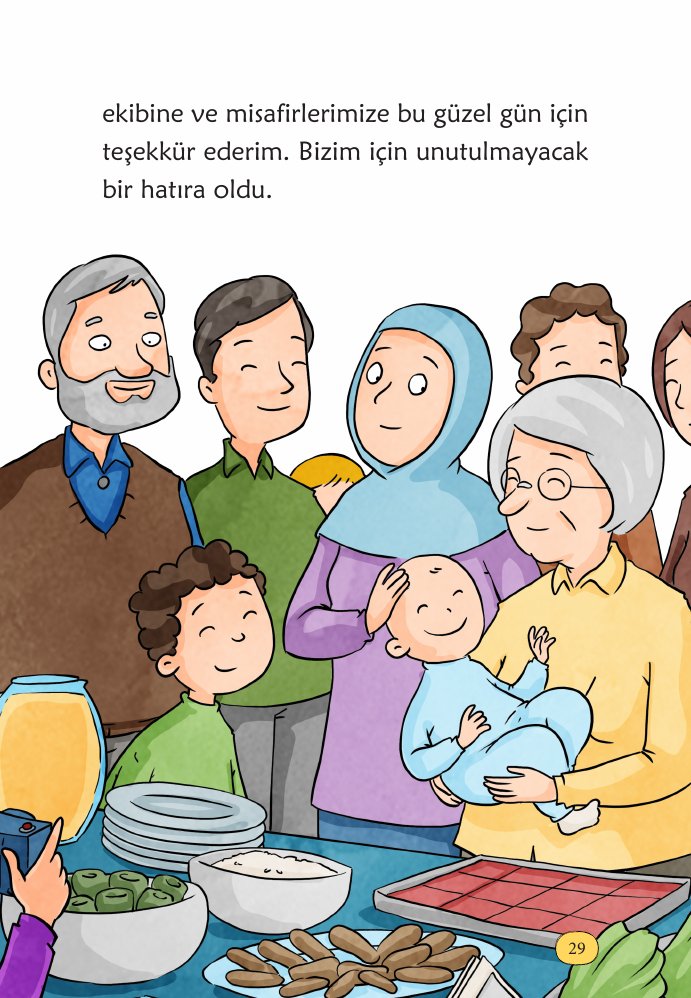 ekibine ve misafirlerimize bu güzel gün için
teşekkür ederim. Bizim için unutulmayacak
bir hatıra oldu.
29